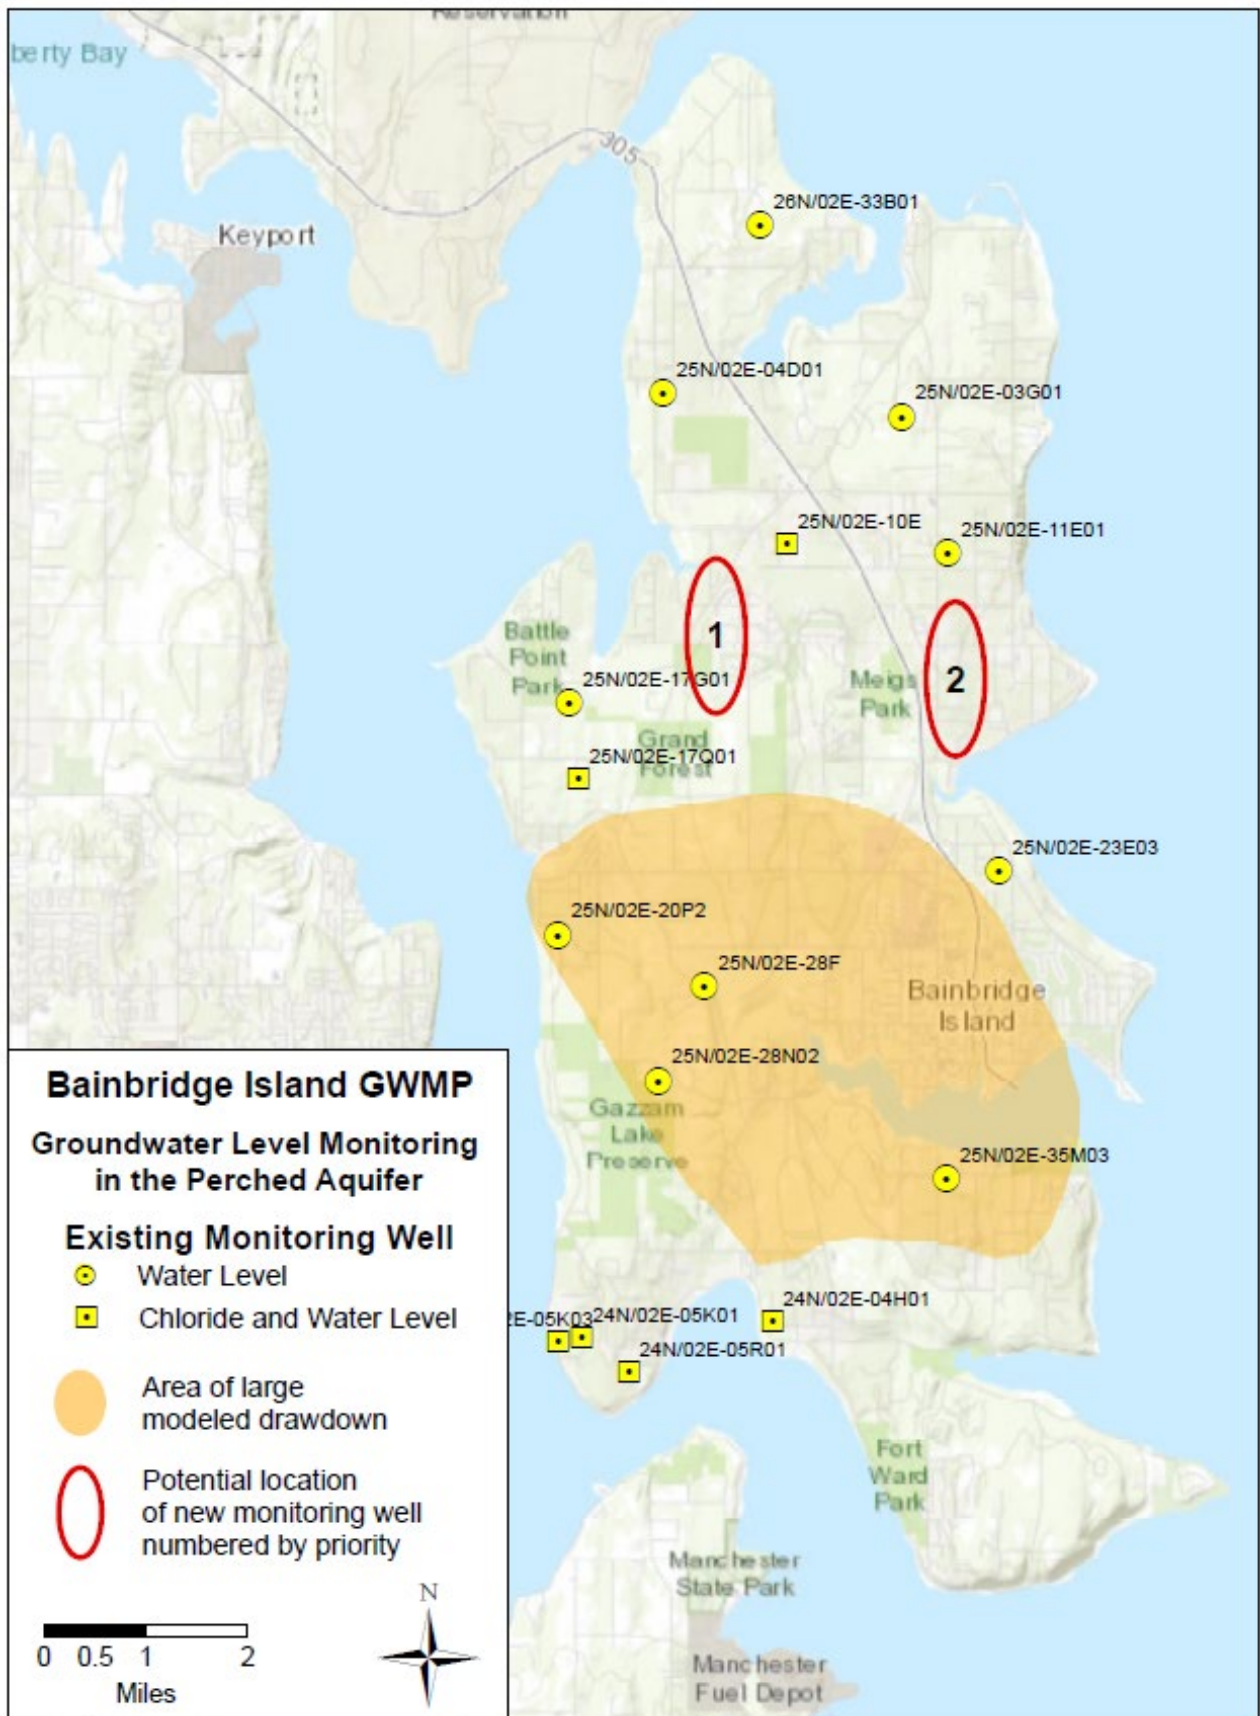 Reservation
berty Bay
305
26N/02E-33B01
Keyport
25N/02E-04D01
25N/02E-03G01
25N/02E-10E
25N/02E-11E01
1
Battle
Point
Park
25N/02E-17G01
Meigs
Park
2
Grand
Forest
25N/02E-17Q01
25N/02E-23E03
25N/02E-20P2
25N/02E-28F
Bainbridge
Island
25N/02E-28N02
Gazzam
Lake
Preserve
25N/02E-35M03
24N/02E-04H01
2E-05K03
24N/02E-05K01
24N/02E-05R01
Fort
Ward
Park
Manchester
State Park
Manchester
Fuel Depot
Bainbridge Island GWMP
Groundwater Level Monitoring
in the Perched Aquifer
Existing Monitoring Well
Water Level
Chloride and Water Level
Area of large
modeled drawdown
Potential location
of new monitoring well
numbered by priority
N
0 0.5 1 2
Miles